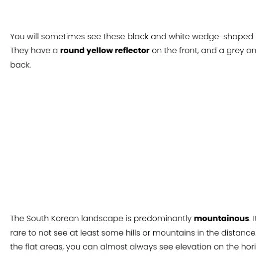 You will sometimes see these black and white wedge-shaped
They have a round yellow reflector on the front, and a grey on
back.
The South Korean landscape is predominantly mountainous. I
rare to not see at least some hills or mountains in the distance
the flat areas, you can almost always see elevation on the hori